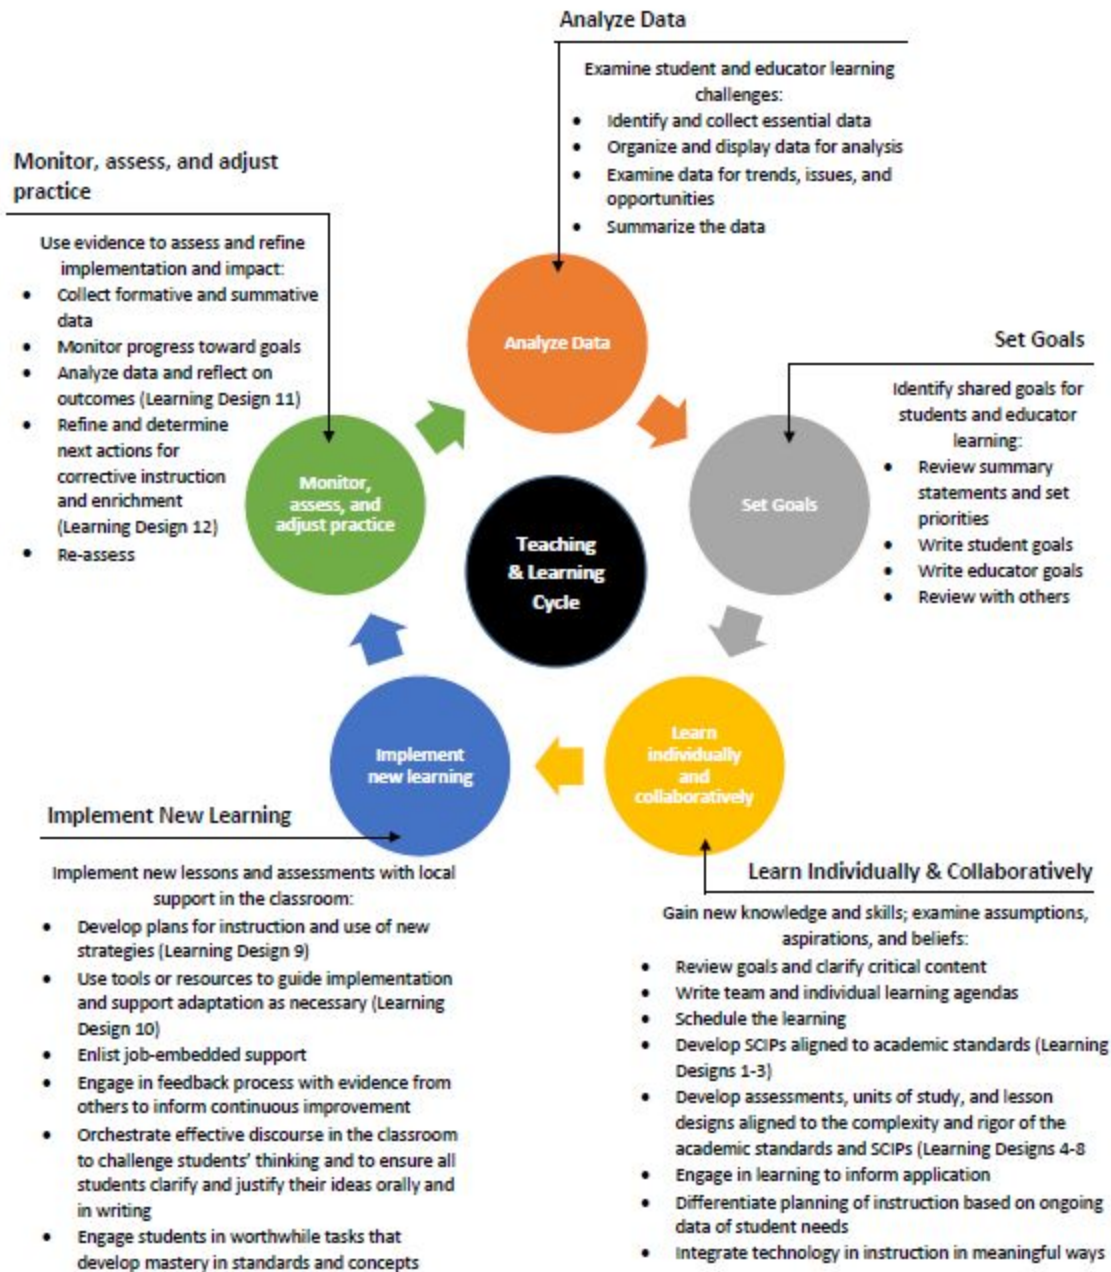 Analyze Data
Examine student and educator learning
challenges:
• Identify and collect essential data
• Organize and display data for analysis
• Examine data for trends, issues, and
opportunities
• Summarize the data
Monitor, assess, and adjust
practice
Use evidence to assess and refine
implementation and impact:
• Collect formative and summative
data
• Monitor progress toward goals
• Analyze data and reflect on
outcomes (Learning Design 11)
• Refine and determine
next actions for
corrective instruction
and enrichment
(Learning Design 12)
• Re-assess
Analyze Data
Set Goals
Identify shared goals for
students and educator
learning:
• Review summary
statements and set
priorities
• Write student goals
• Write educator goals
• Review with others
Monitor,
assess, and
adjust practice
Set Goals
Teaching
& Learning
Cycle
Implement
new learning
Learn
individually
and
collaboratively
Implement New Learning
Implement new lessons and assessments with local
support in the classroom:
• Develop plans for instruction and use of new
strategies (Learning Design 9)
• Use tools or resources to guide implementation
and support adaptation as necessary (Learning
Design 10)
• Enlist job-embedded support
• Engage in feedback process with evidence from
others to inform continuous improvement
• Orchestrate effective discourse in the classroom
to challenge students' thinking and to ensure all
students clarify and justify their ideas orally and
in writing
• Engage students in worthwhile tasks that
develop mastery in standards and concepts
Learn Individually & Collaboratively
Gain new knowledge and skills; examine assumptions,
aspirations, and beliefs:
• Review goals and clarify critical content
• Write team and individual learning agendas
• Schedule the learning
• Develop SCIPs aligned to academic standards (Learning
Designs 1-3)
• Develop assessments, units of study, and lesson
designs aligned to the complexity and rigor of the
academic standards and SCIPs (Learning Designs 4-8
• Engage in learning to inform application
• Differentiate planning of instruction based on ongoing
data of student needs
• Integrate technology in instruction in meaningful ways